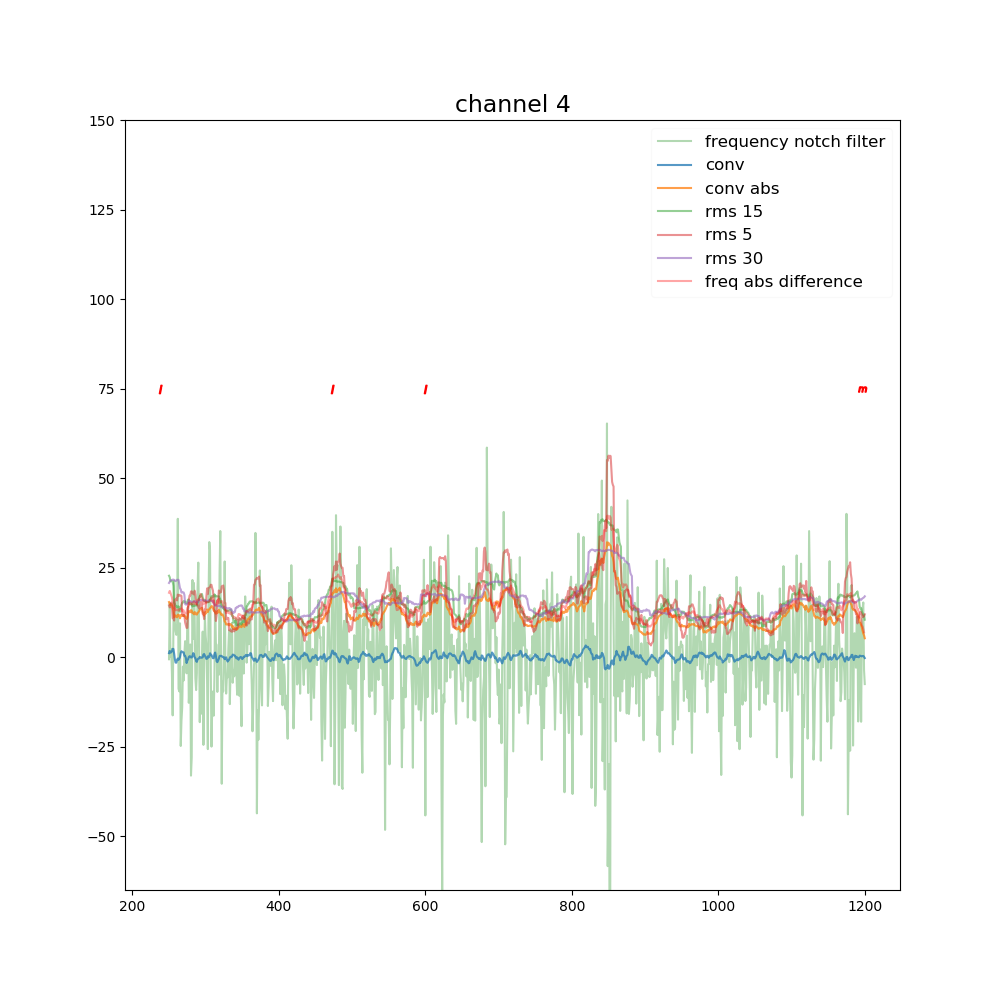 channel 4
150
125
100
75
50
25
0
−25
−50
frequency notch filter
conv
conv abs
rms 15
rms 5
rms 30
freq abs difference
l l l m
200 400 600 800 1000 1200